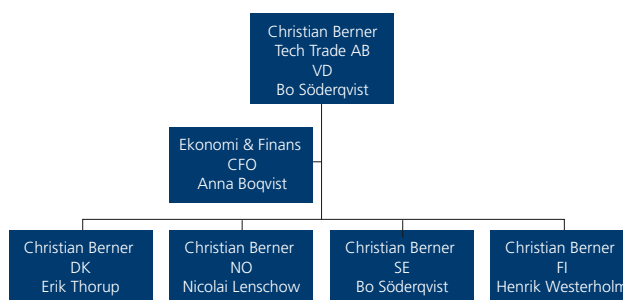 Christian Berner
Tech Trade AB
VD
Bo Söderqvist
Ekonomi & Finans
CFO
Anna Boqvist
Christian Berner
DK
Erik Thorup
Christian Berner
NO
Nicolai Lenschow
Christian Berner
SE
Bo Söderqvist
Christian Berner
FI
Henrik Westerholm